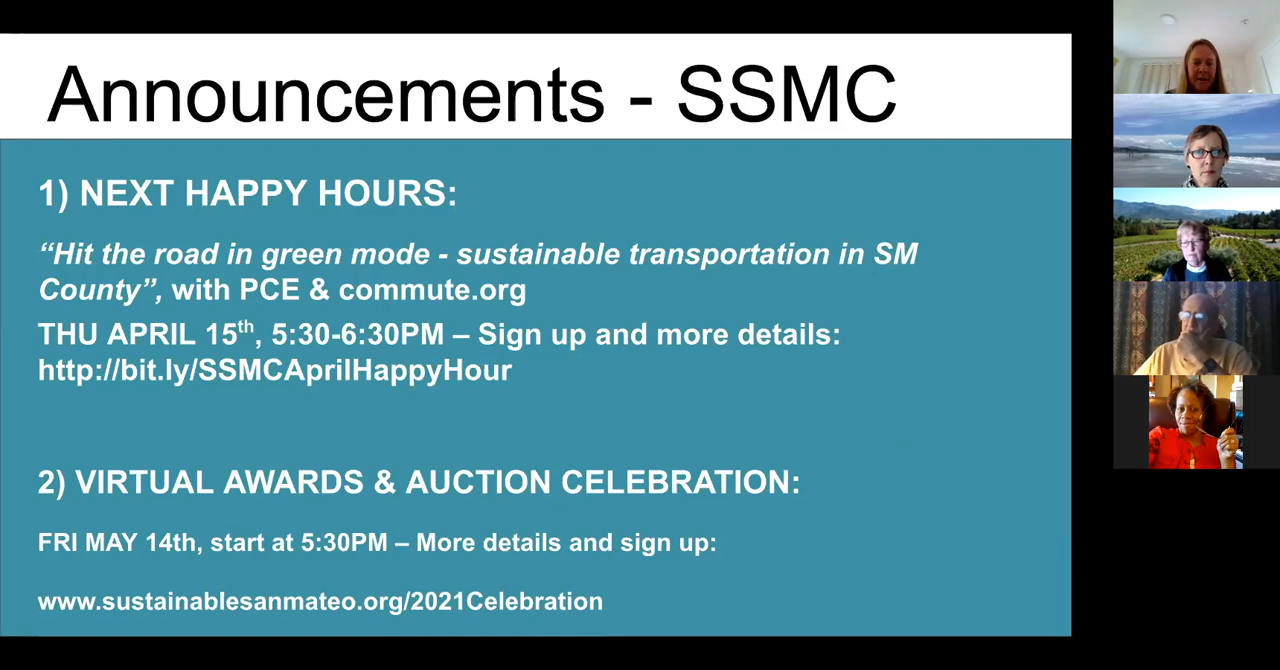 Announcements - SSMC
1) NEXT HAPPY HOURS:
“Hit the road in green mode - sustainable transportation in SM
County”, with PCE & commute.org
THU APRIL 15th, 5:30-6:30PM – Sign up and more details:
http://bit.ly/SSMCAprilHappyHour
2) VIRTUAL AWARDS & AUCTION CELEBRATION:
FRI MAY 14th, start at 5:30PM – More details and sign up:
www.sustainablesanmateo.org/2021Celebration